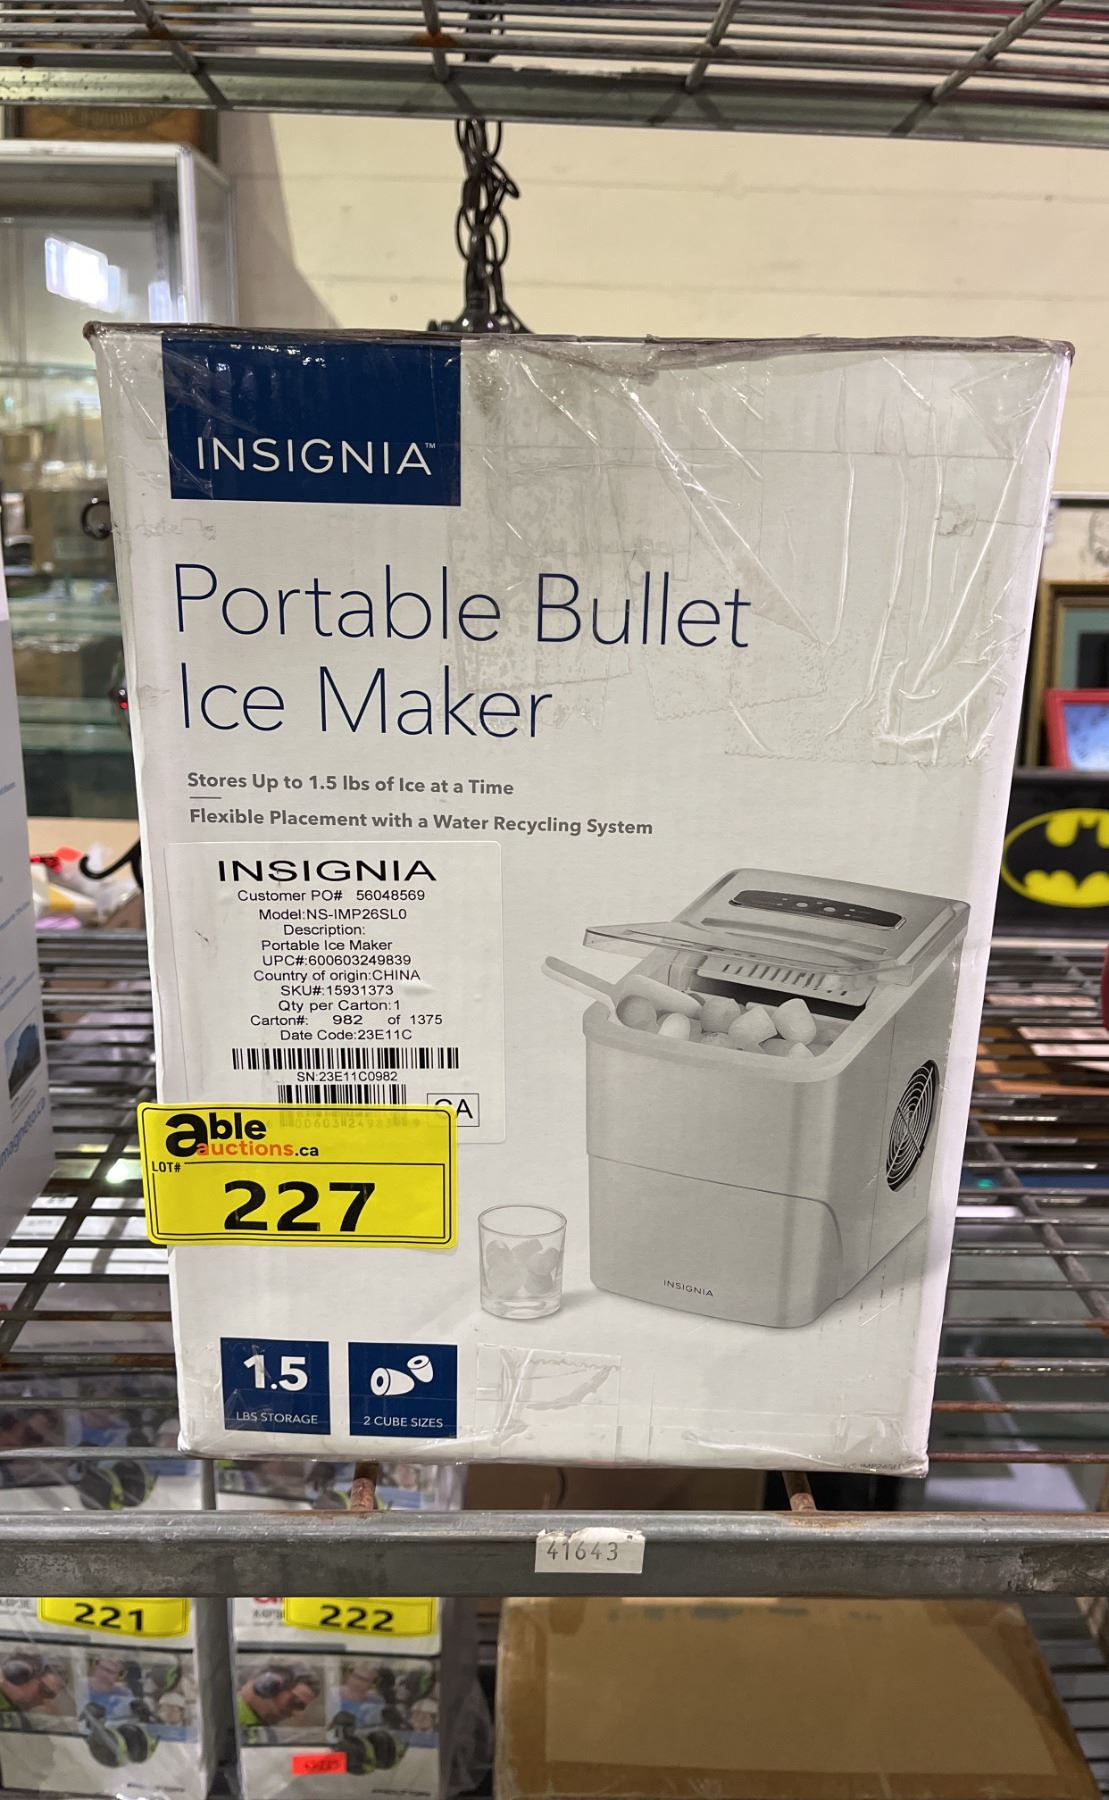 INSIGNIA™
Portable Bullet
Ice Maker
Stores Up to 1.5 lbs of Ice at a Time
Flexible Placement with a Water Recycling System
INSIGNIA
Customer PO# 56048569
Model:NS-IMP26SL0
Description:
Portable Ice Maker
UPC#:600603249839
Country of origin:CHINA
SKU#:15931373
Qty per Carton:1
Carton#: 982 of 1375
Date Code:23E11C
SN:23E11C0982
CA
able
auctions.ca
LOT#
227
INSIGNIA
1.5
LBS STORAGE
2 CUBE SIZES
41643
221
222